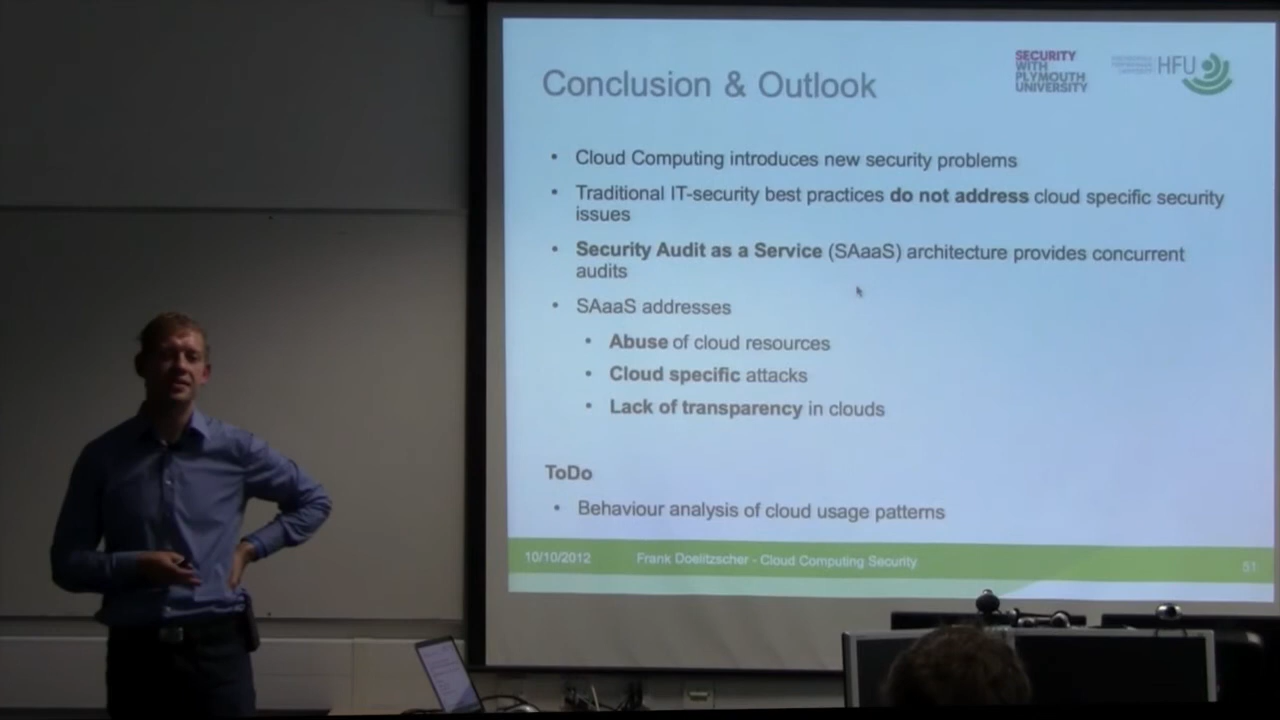 Conclusion & Outlook
SECURITY
WITH
PLYMOUTH
UNIVERSITY
HFU
• Cloud Computing introduces new security problems
• Traditional IT-security best practices do not address cloud specific security
issues
• Security Audit as a Service (SAaaS) architecture provides concurrent
audits
• SAaaS addresses
• Abuse of cloud resources
• Cloud specific attacks
• Lack of transparency in clouds
ToDo
• Behaviour analysis of cloud usage patterns
10/10/2012 Frank Doelitzscher - Cloud Computing Security 51